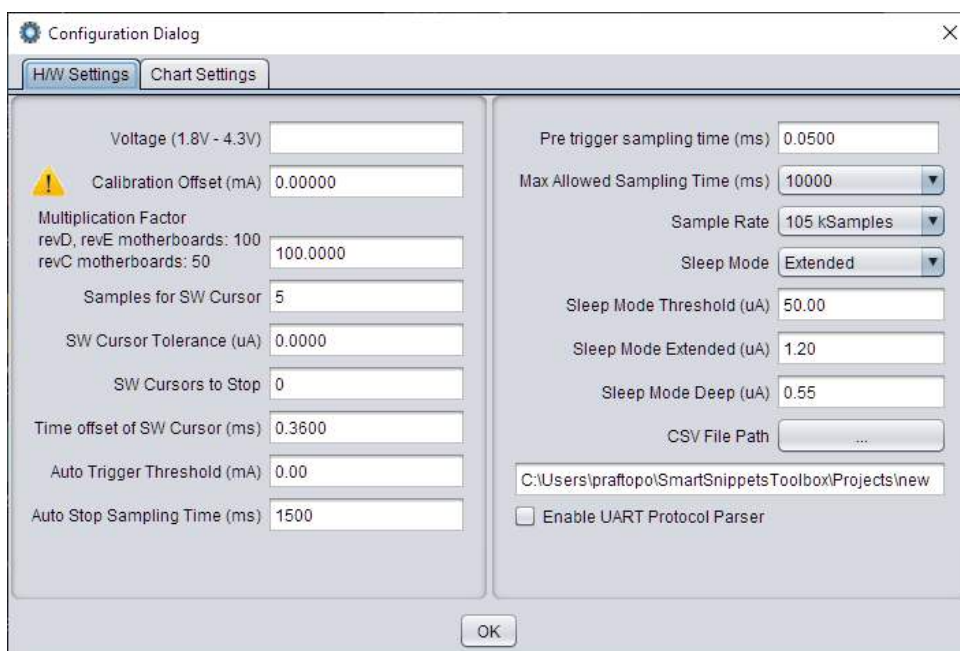 Configuration Dialog
H/W Settings
Chart Settings
Voltage (1.8V - 4.3V)
Calibration Offset (mA) 0.00000
Multiplication Factor
revD, revE motherboards: 100
revC motherboards: 50
100.0000
Samples for SW Cursor 5
SW Cursor Tolerance (uA) 0.0000
SW Cursors to Stop 0
Time offset of SW Cursor (ms) 0.3600
Auto Trigger Threshold (mA) 0.00
Auto Stop Sampling Time (ms) 1500
Pre trigger sampling time (ms) 0.0500
Max Allowed Sampling Time (ms) 10000
Sample Rate 105 kSamples
Sleep Mode Extended
Sleep Mode Threshold (uA) 50.00
Sleep Mode Extended (uA) 1.20
Sleep Mode Deep (uA) 0.55
CSV File Path ...
C:\Users\praftopo\SmartSnippetsToolbox\Projects\new
Enable UART Protocol Parser
OK